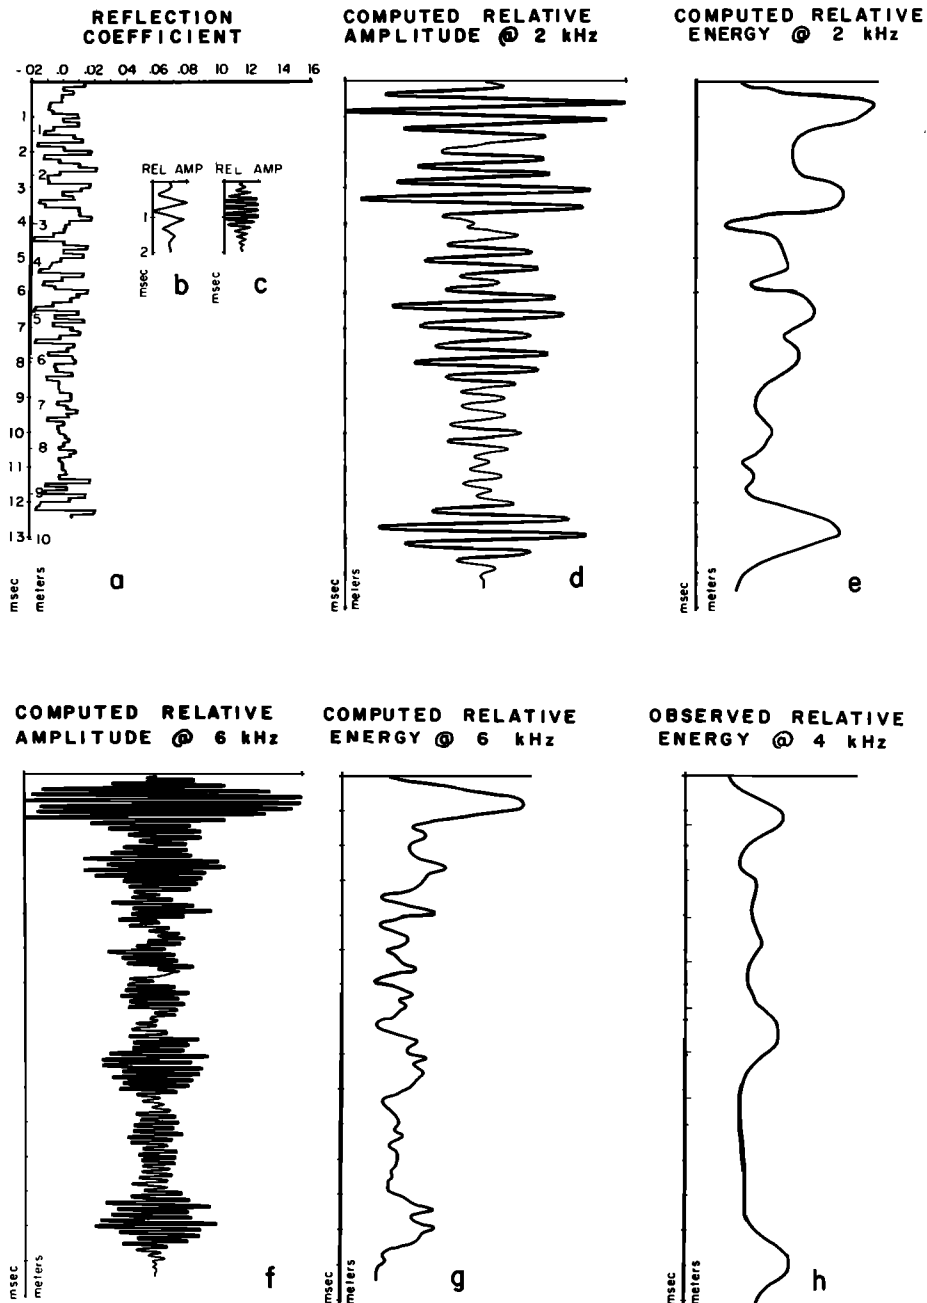 REFLECTION
COEFFICIENT
-.02 .0 .02 .04 .06 .08 .10 .12 .14 .16
1
1
2
2
3
3
4
4
5
6
5
7
6
8
9
7
10
8
11
9
12
13 10
msec
meters
a
REL AMP
1
2
msec
b
REL AMP
msec
c
COMPUTED RELATIVE
AMPLITUDE @ 2 kHz
msec
meters
d
COMPUTED RELATIVE
ENERGY @ 2 kHz
msec
meters
e
COMPUTED RELATIVE
AMPLITUDE @ 6 kHz
msec
meters
f
COMPUTED RELATIVE
ENERGY @ 6 kHz
msec
meters
g
OBSERVED RELATIVE
ENERGY @ 4 kHz
msec
meters
h